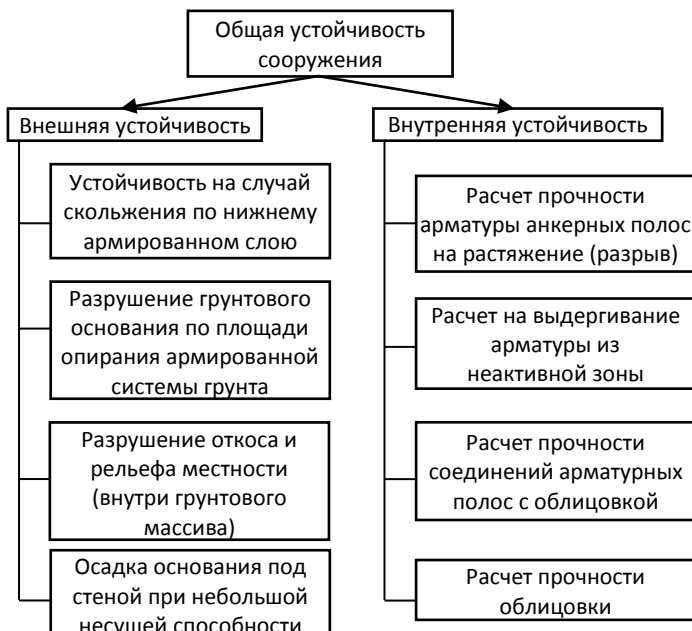 Общая устойчивость
сооружения
Внешняя устойчивость
Устойчивость на случай
скольжения по нижнему
армированном слою
Разрушение грунтового
основания по площади
опирания армированной
системы грунта
Разрушение откоса и
рельефа местности
(внутри грунтового
массива)
Осадка основания под
стеной при небольшой
несущей способности
Внутренняя устойчивость
Расчет прочности
арматуры анкерных полос
на растяжение (разрыв)
Расчет на выдергивание
арматуры из
неактивной зоны
Расчет прочности
соединений арматурных
полос с облицовкой
Расчет прочности
облицовки